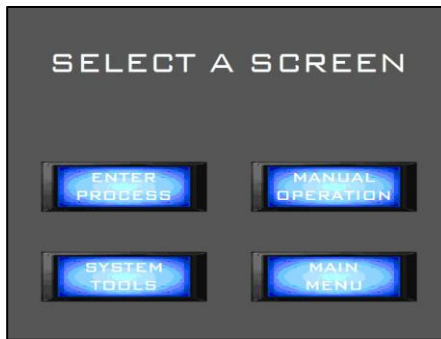 SELECT A SCREEN
ENTER
PROCESS
MANUAL
OPERATION
SYSTEM
TOOLS
MAIN
MENU